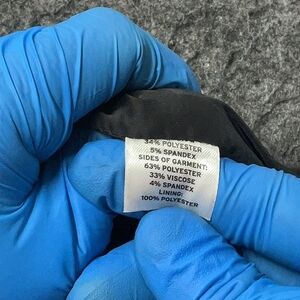 34% POLYESTER
5% SPANDEX
SIDES OF GARMENT:
63% POLYESTER
33% VISCOSE
4% SPANDEX
LINING:
100% POLYESTER